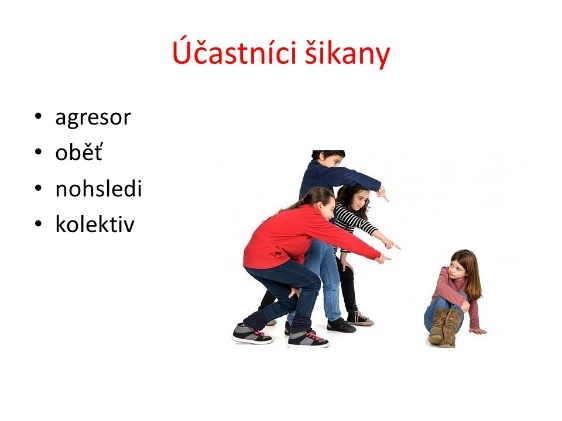 Účastníci šikany
• agresor
• oběť
• nohsledi
• kolektiv